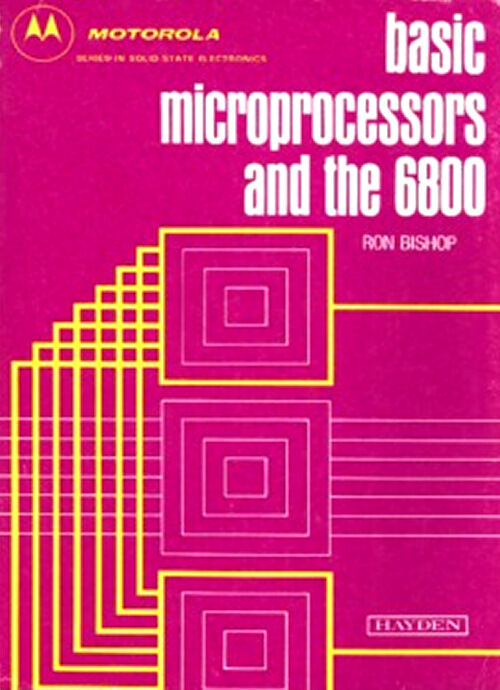 MOTOROLA
SERIES IN SOLID STATE ELECTRONICS
basic
microprocessors
and the 6800
RON BISHOP
HAYDEN